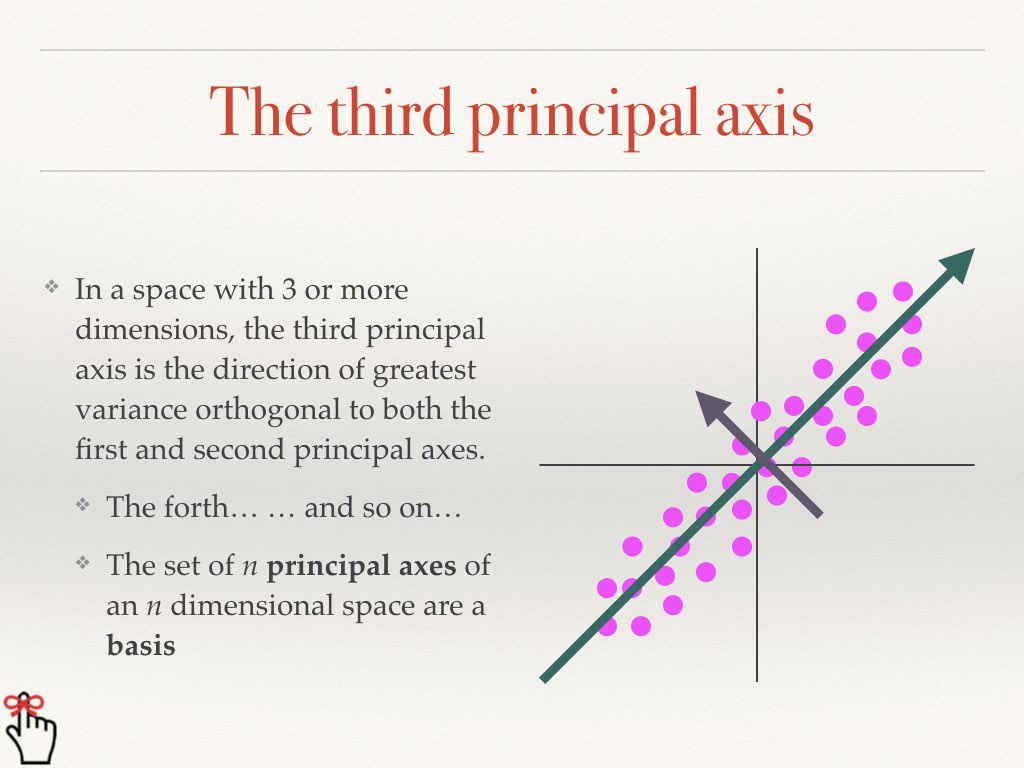 The third principal axis
In a space with 3 or more
dimensions, the third principal
axis is the direction of greatest
variance orthogonal to both the
first and second principal axes.
The forth… … and so on…
The set of n principal axes of
an n dimensional space are a
basis